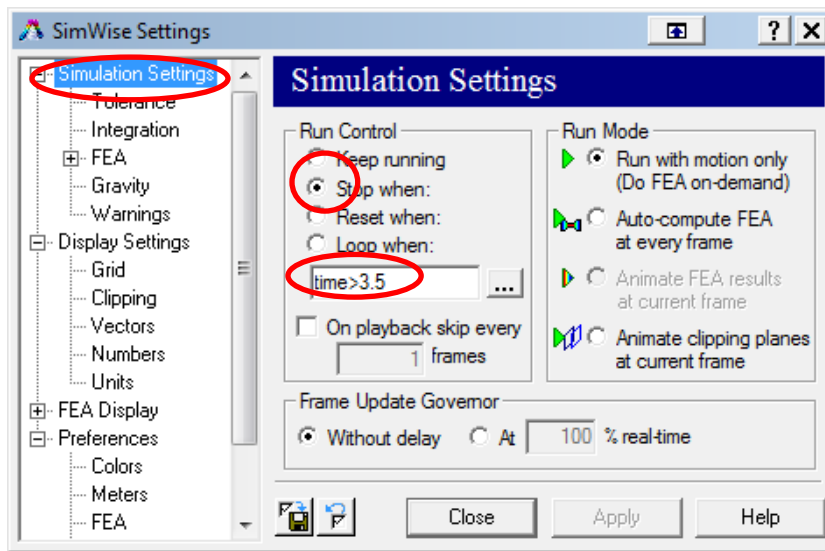 SimWise Settings
?
Simulation Settings
Tolerance
Integration
FEA
Gravity
Warnings
Display Settings
Grid
Clipping
Vectors
Numbers
Units
FEA Display
Preferences
Colors
Meters
FEA
Simulation Settings
Run Control
Keep running
Stop when:
Reset when:
Loop when:
time>3.5
...
On playback skip every
1 frames
Run Mode
Run with motion only
(Do FEA on-demand)
Auto-compute FEA
at every frame
Animate FEA results
at current frame
Animate clipping planes
at current frame
Frame Update Governor
Without delay At 100 % real-time
Close Apply Help